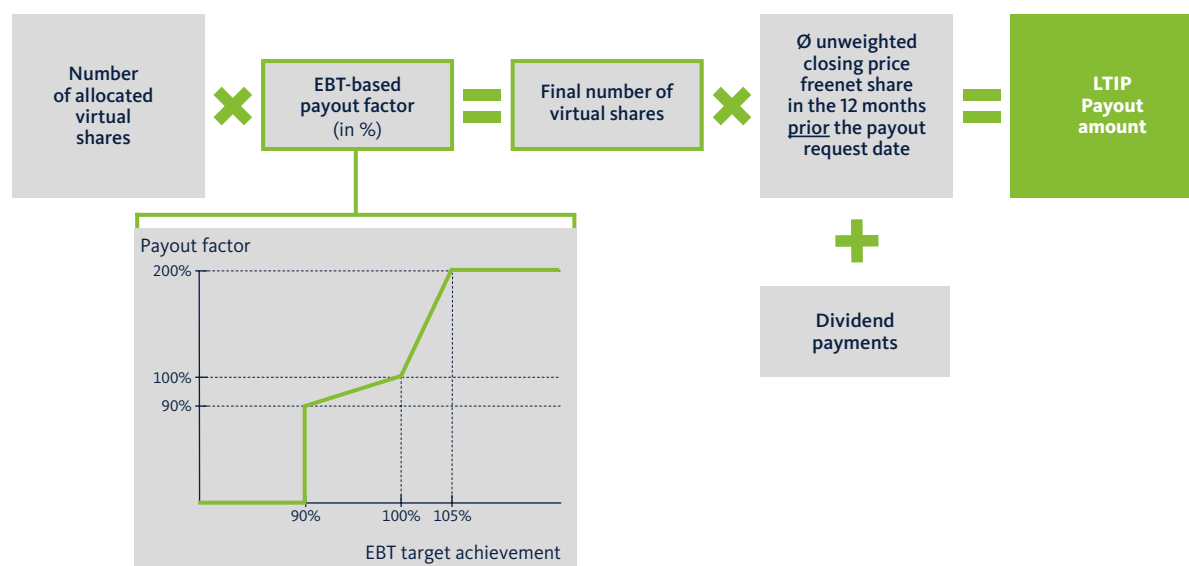 Number
of allocated
virtual
shares
EBT-based
payout factor
(in %)
Final number of
virtual shares
Ø unweighted
closing price
freenet share
in the 12 months
prior the payout
request date
LTIP
Payout
amount
Dividend
payments
Payout factor
200%
100%
90%
90%
100%
105%
EBT target achievement